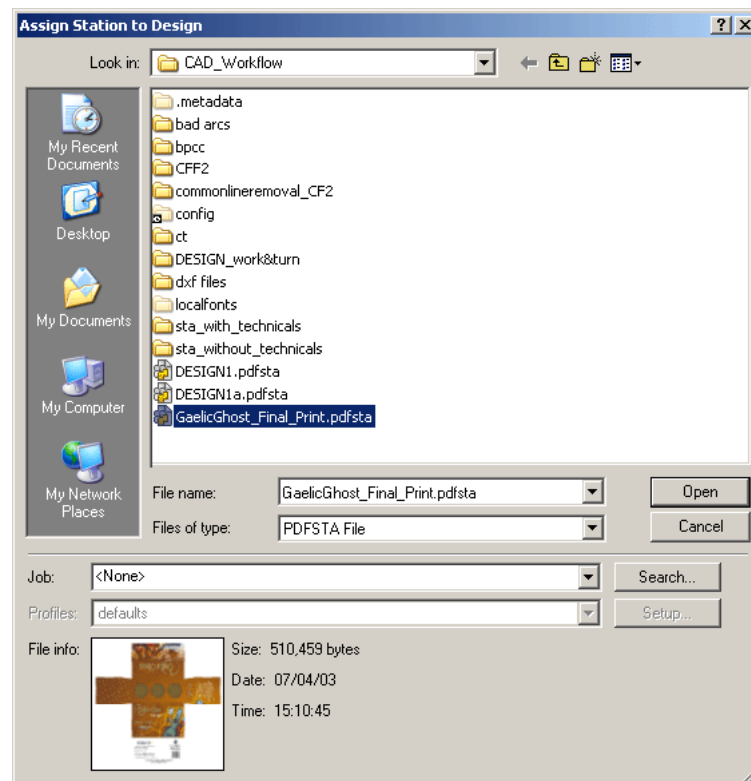 Assign Station to Design
Look in: CAD_Workflow
My Recent
Documents
Desktop
My Documents
My Computer
My Network
Places
.metadata
bad arcs
bpcc
CFF2
commonlineremoval_CF2
config
ct
DESIGN_work&turn
dxf files
localfonts
sta_with_technicals
sta_without_technicals
DESIGN1.pdfsta
DESIGN1a.pdfsta
GaelicGhost_Final_Print.pdfsta
File name: GaelicGhost_Final_Print.pdfsta Open
Files of type: PDFSTA File Cancel
Job: <None> Search...
Profiles: defaults Setup...
File info: Size: 510,459 bytes
Date: 07/04/03
Time: 15:10:45